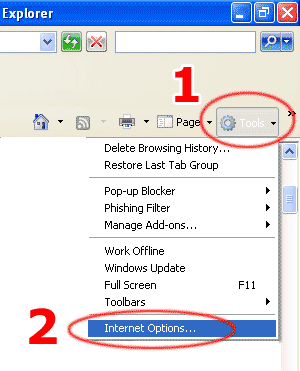 Explorer
1
Page
Tools
»
Delete Browsing History...
Restore Last Tab Group
Pop-up Blocker
Phishing Filter
Manage Add-ons...
Work Offline
Windows Update
Full Screen F11
Toolbars
2
Internet Options...